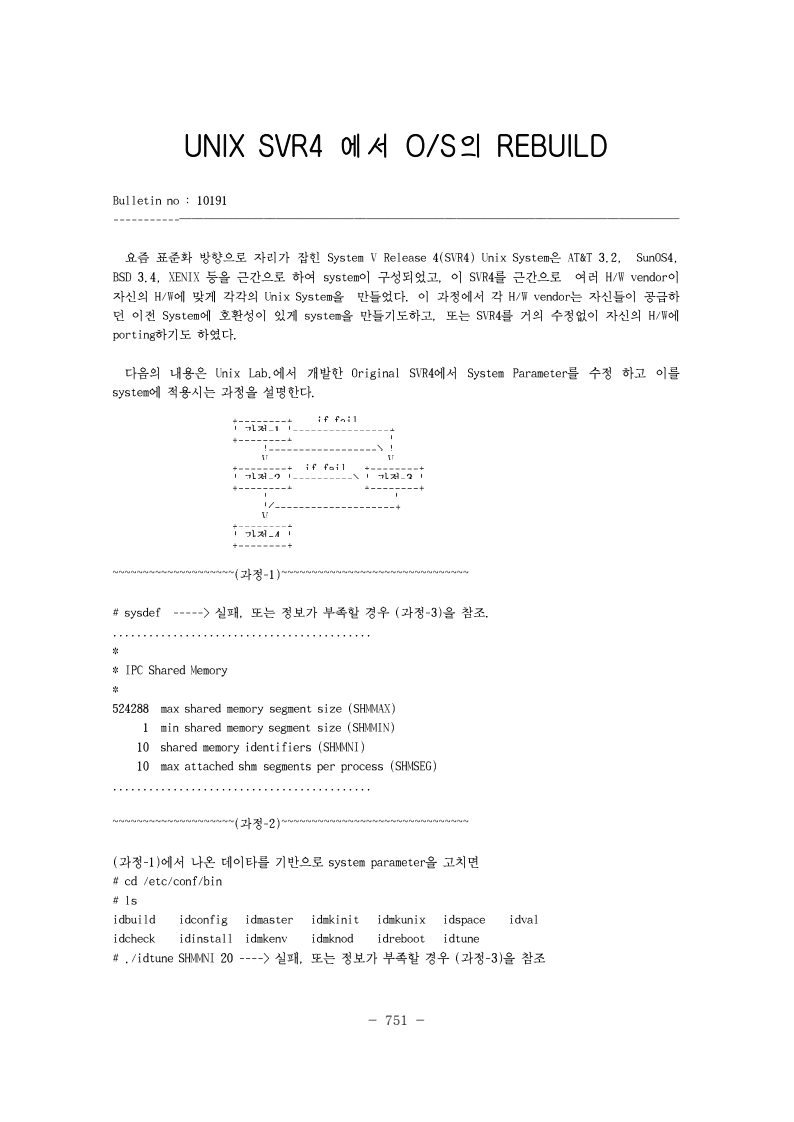 UNIX SVR4 에서 O/S의 REBUILD
Bulletin no : 10191
요즘 표준화 방향으로 자리가 잡힌 System V Release 4(SVR4) Unix System은 AT&T 3.2, SunOS4,
BSD 3.4, XENIX 등을 근간으로 하여 system이 구성되었고, 이 SVR4를 근간으로 여러 H/W vendor이
자신의 H/W에 맞게 각각의 Unix System을 만들었다. 이 과정에서 각 H/W vendor는 자신들이 공급하
던 이전 System에 호환성이 있게 system을 만들기도하고, 또는 SVR4를 거의 수정없이 자신의 H/W에
porting하기도 하였다.
다음의 내용은 Unix Lab.에서 개발한 Original SVR4에서 System Parameter를 수정 하고 이를
system에 적용시는 과정을 설명한다.
+--------+    if fail
! 과정-1 !----------------+
+--------+                !
     !------------------\ !
     V                    V
+--------+  if fail   +--------+
! 과정-2 !----------\ ! 과정-3 !
+--------+            +--------+
     !                     !
     !/--------------------+
     V
+--------+
! 과정-4 !
+--------+
~~~~~~~~~~~~~~~~~~~~(과정-1)~~~~~~~~~~~~~~~~~~~~~~~~~~~~~~~
# sysdef -----> 실패, 또는 정보가 부족할 경우 (과정-3)을 참조.
...........................................
*
* IPC Shared Memory
*
524288 max shared memory segment size (SHMMAX)
1 min shared memory segment size (SHMMIN)
10 shared memory identifiers (SHMMNI)
10 max attached shm segments per process (SHMSEG)
...........................................
~~~~~~~~~~~~~~~~~~~~(과정-2)~~~~~~~~~~~~~~~~~~~~~~~~~~~~~~~
(과정-1)에서 나온 데이타를 기반으로 system parameter을 고치면
# cd /etc/conf/bin
# ls
idbuild idconfig idmaster idmkinit idmkunix idspace idval
idcheck idinstall idmkenv idmknod idreboot idtune
# ./idtune SHMMNI 20 ----> 실패, 또는 정보가 부족할 경우 (과정-3)을 참조
- 751 -